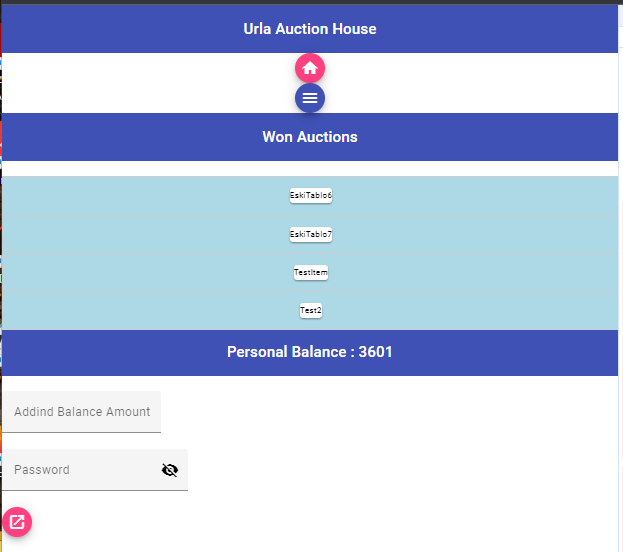 Urla Auction House
Won Auctions
EskiTablo6
EskiTablo7
TestItem
Test2
Personal Balance : 3601
Addind Balance Amount
Password